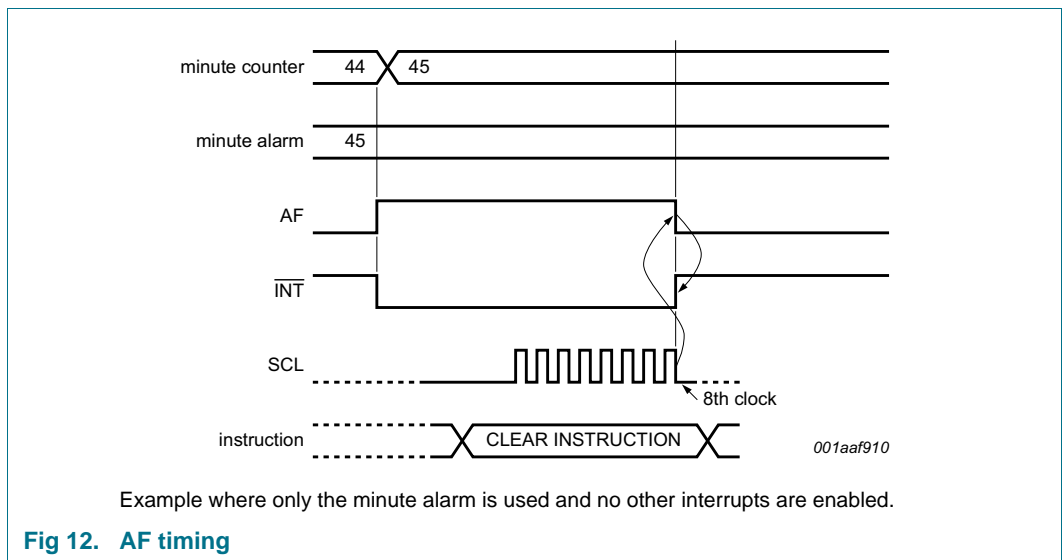 minute counter 44 45
minute alarm 45
AF
INT
SCL
8th clock
instruction CLEAR INSTRUCTION
001aaf910
Example where only the minute alarm is used and no other interrupts are enabled.
Fig 12. AF timing